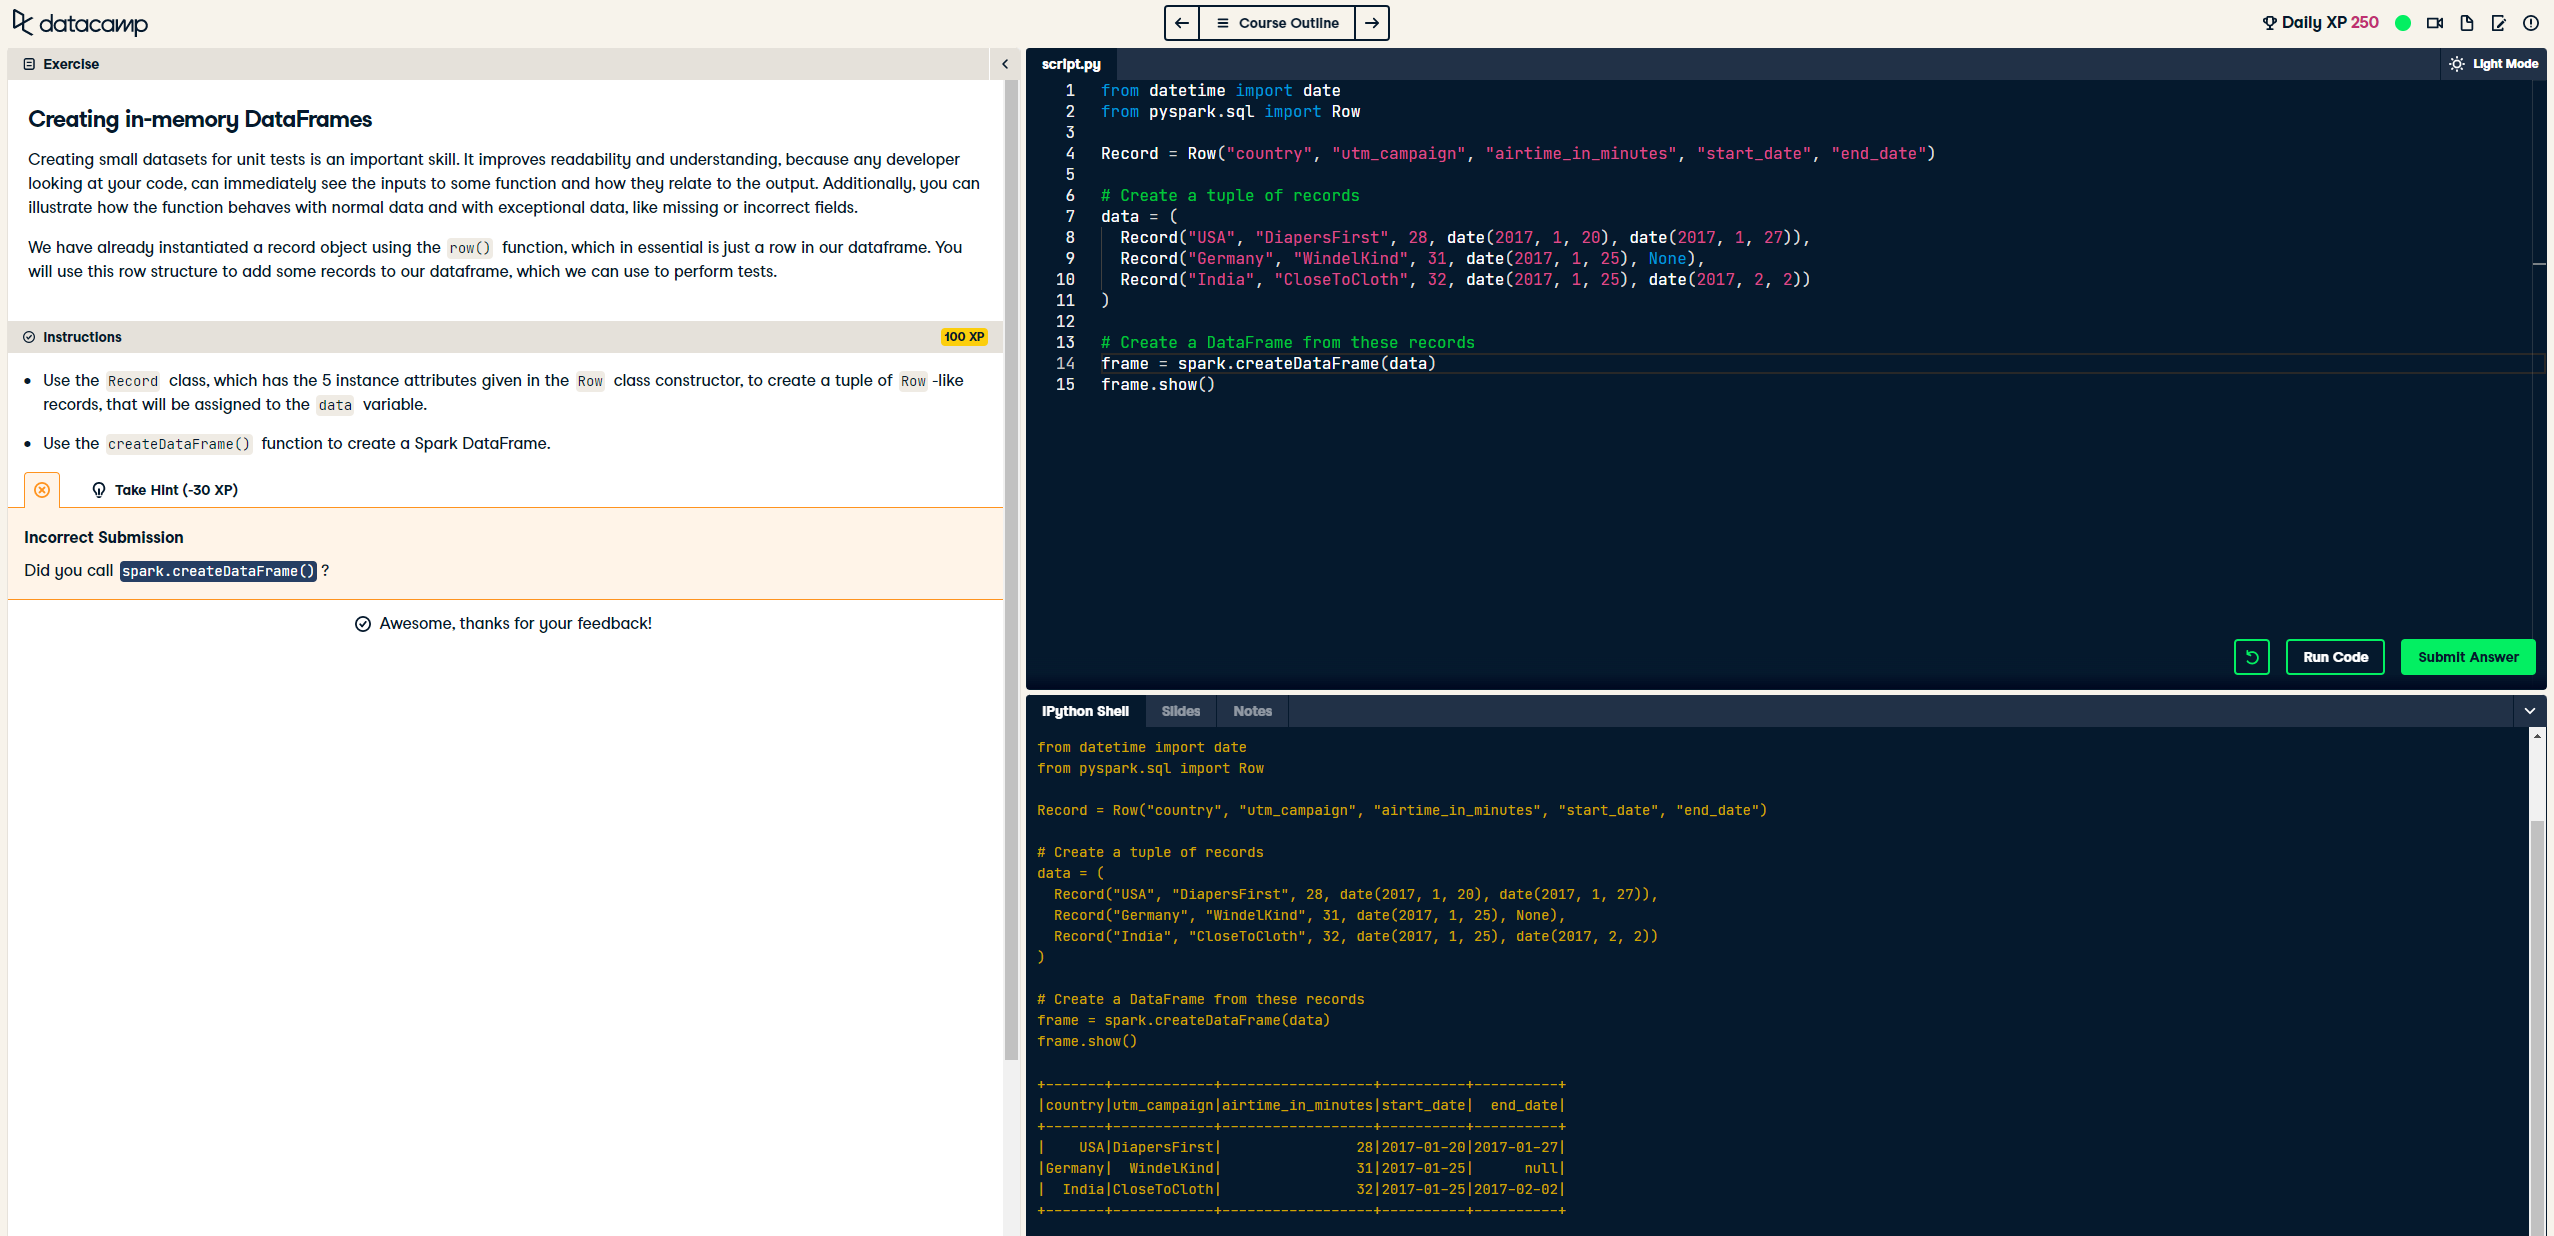 datacamp
Course Outline
Daily XP 250
Exercise
Creating in-memory DataFrames
Creating small datasets for unit tests is an important skill. It improves readability and understanding, because any developer
looking at your code, can immediately see the inputs to some function and how they relate to the output. Additionally, you can
illustrate how the function behaves with normal data and with exceptional data, like missing or incorrect fields.
We have already instantiated a record object using the row() function, which in essential is just a row in our dataframe. You
will use this row structure to add some records to our dataframe, which we can use to perform tests.
Instructions
100 XP
• Use the Record class, which has the 5 instance attributes given in the Row class constructor, to create a tuple of Row -like
records, that will be assigned to the data variable.
• Use the createDataFrame() function to create a Spark DataFrame.
Take Hint (-30 XP)
Incorrect Submission
Did you call spark.createDataFrame() ?
Awesome, thanks for your feedback!
script.py
Light Mode
1 from datetime import date
2 from pyspark.sql import Row
3
4 Record = Row("country", "utm_campaign", "airtime_in_minutes", "start_date", "end_date")
5
6 # Create a tuple of records
7 data = (
8   Record("USA", "DiapersFirst", 28, date(2017, 1, 20), date(2017, 1, 27)),
9   Record("Germany", "WindelKind", 31, date(2017, 1, 25), None),
10   Record("India", "CloseToCloth", 32, date(2017, 1, 25), date(2017, 2, 2))
11 )
12
13 # Create a DataFrame from these records
14 frame = spark.createDataFrame(data)
15 frame.show()
Run Code
Submit Answer
IPython Shell
Slides
Notes
from datetime import date
from pyspark.sql import Row
Record = Row("country", "utm_campaign", "airtime_in_minutes", "start_date", "end_date")
# Create a tuple of records
data = (
  Record("USA", "DiapersFirst", 28, date(2017, 1, 20), date(2017, 1, 27)),
  Record("Germany", "WindelKind", 31, date(2017, 1, 25), None),
  Record("India", "CloseToCloth", 32, date(2017, 1, 25), date(2017, 2, 2))
)
# Create a DataFrame from these records
frame = spark.createDataFrame(data)
frame.show()
+-------+------------+------------------+----------+----------+
|country|utm_campaign|airtime_in_minutes|start_date|  end_date|
+-------+------------+------------------+----------+----------+
|    USA|DiapersFirst|                28|2017-01-20|2017-01-27|
|Germany|  WindelKind|                31|2017-01-25|      null|
|  India|CloseToCloth|                32|2017-01-25|2017-02-02|
+-------+------------+------------------+----------+----------+